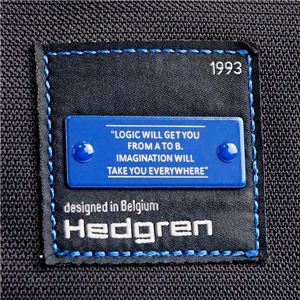 1993
"LOGIC WILL GET YOU
FROM A TO B.
IMAGINATION WILL
TAKE YOU EVERYWHERE"
designed in Belgium
Hedgren